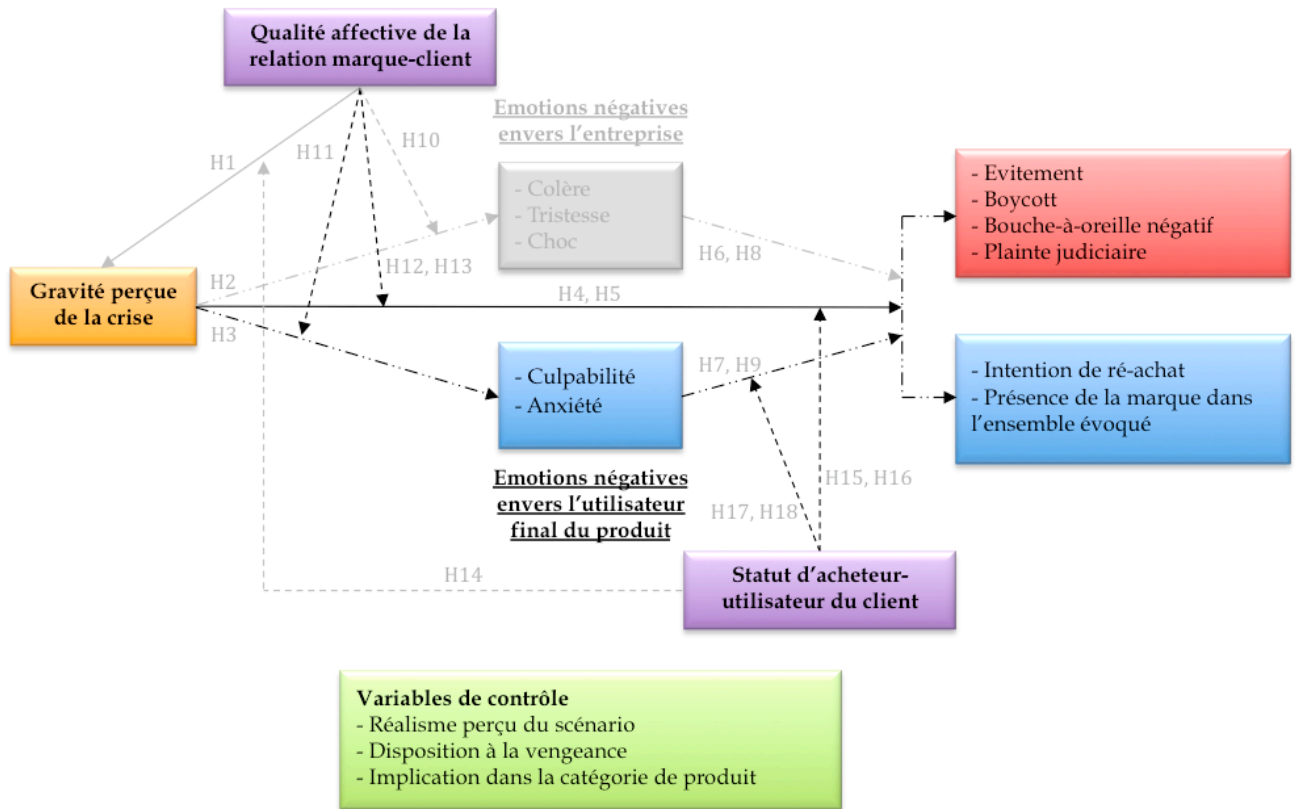 Qualité affective de la
relation marque-client
Emotions négatives
envers l'entreprise
H1
H11
H10
- Colère
- Tristesse
- Choc
- Evitement
- Boycott
- Bouche-à-oreille négatif
- Plainte judiciaire
H12, H13
H6, H8
Gravité perçue
de la crise
H2
H4, H5
H3
- Culpabilité
- Anxiété
H7, H9
- Intention de ré-achat
- Présence de la marque dans
l'ensemble évoqué
Emotions négatives
envers l'utilisateur
final du produit
H15, H16
H17, H18
H14
Statut d'acheteur-
utilisateur du client
Variables de contrôle
- Réalisme perçu du scénario
- Disposition à la vengeance
- Implication dans la catégorie de produit